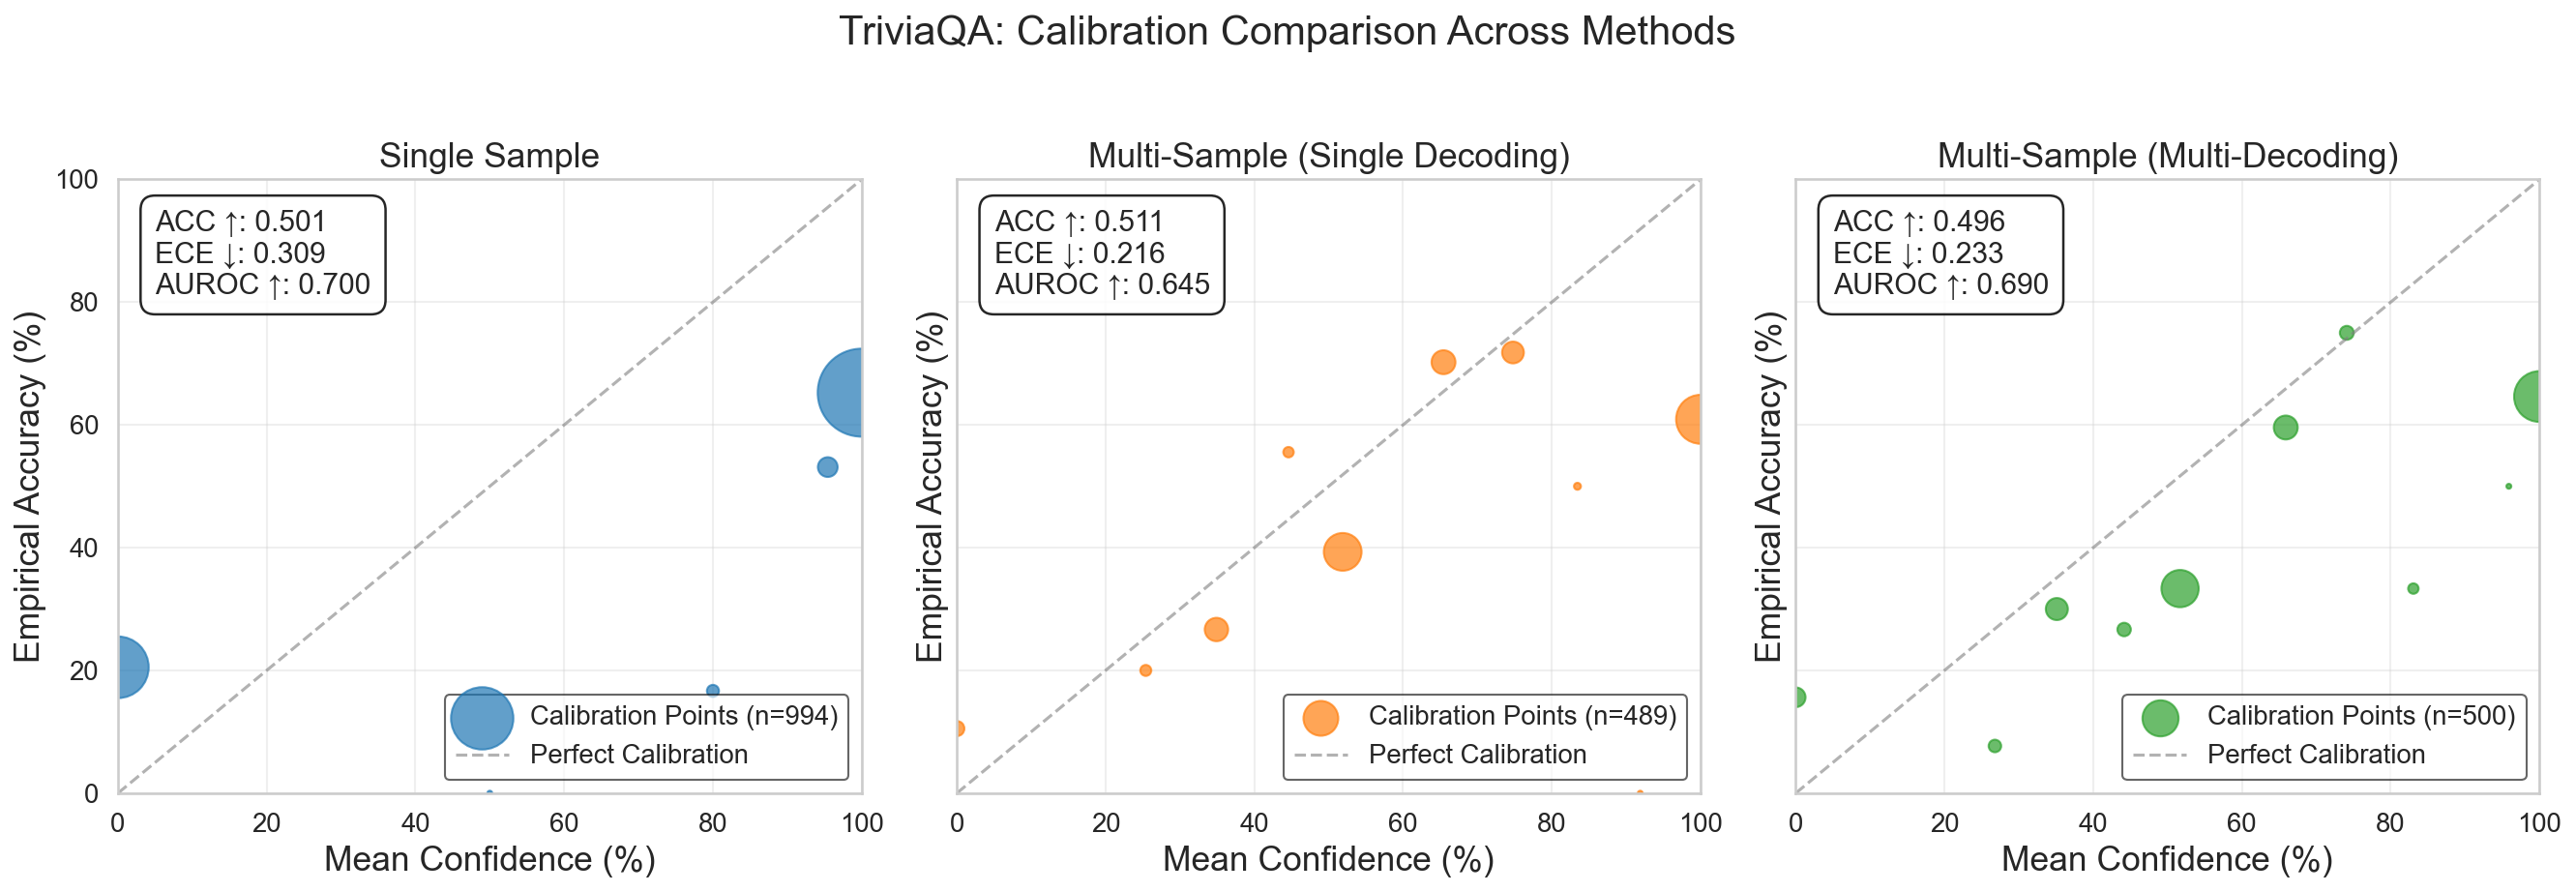 TriviaQA: Calibration Comparison Across Methods
Single Sample
Empirical Accuracy (%)
100
80
60
40
20
0
ACC ↑: 0.501
ECE ↓: 0.309
AUROC ↑: 0.700
Calibration Points (n=994)
Perfect Calibration
0 20 40 60 80 100
Mean Confidence (%)
Multi-Sample (Single Decoding)
Empirical Accuracy (%)
ACC ↑: 0.511
ECE ↓: 0.216
AUROC ↑: 0.645
Calibration Points (n=489)
Perfect Calibration
0 20 40 60 80 100
Mean Confidence (%)
Multi-Sample (Multi-Decoding)
Empirical Accuracy (%)
ACC ↑: 0.496
ECE ↓: 0.233
AUROC ↑: 0.690
Calibration Points (n=500)
Perfect Calibration
0 20 40 60 80 100
Mean Confidence (%)